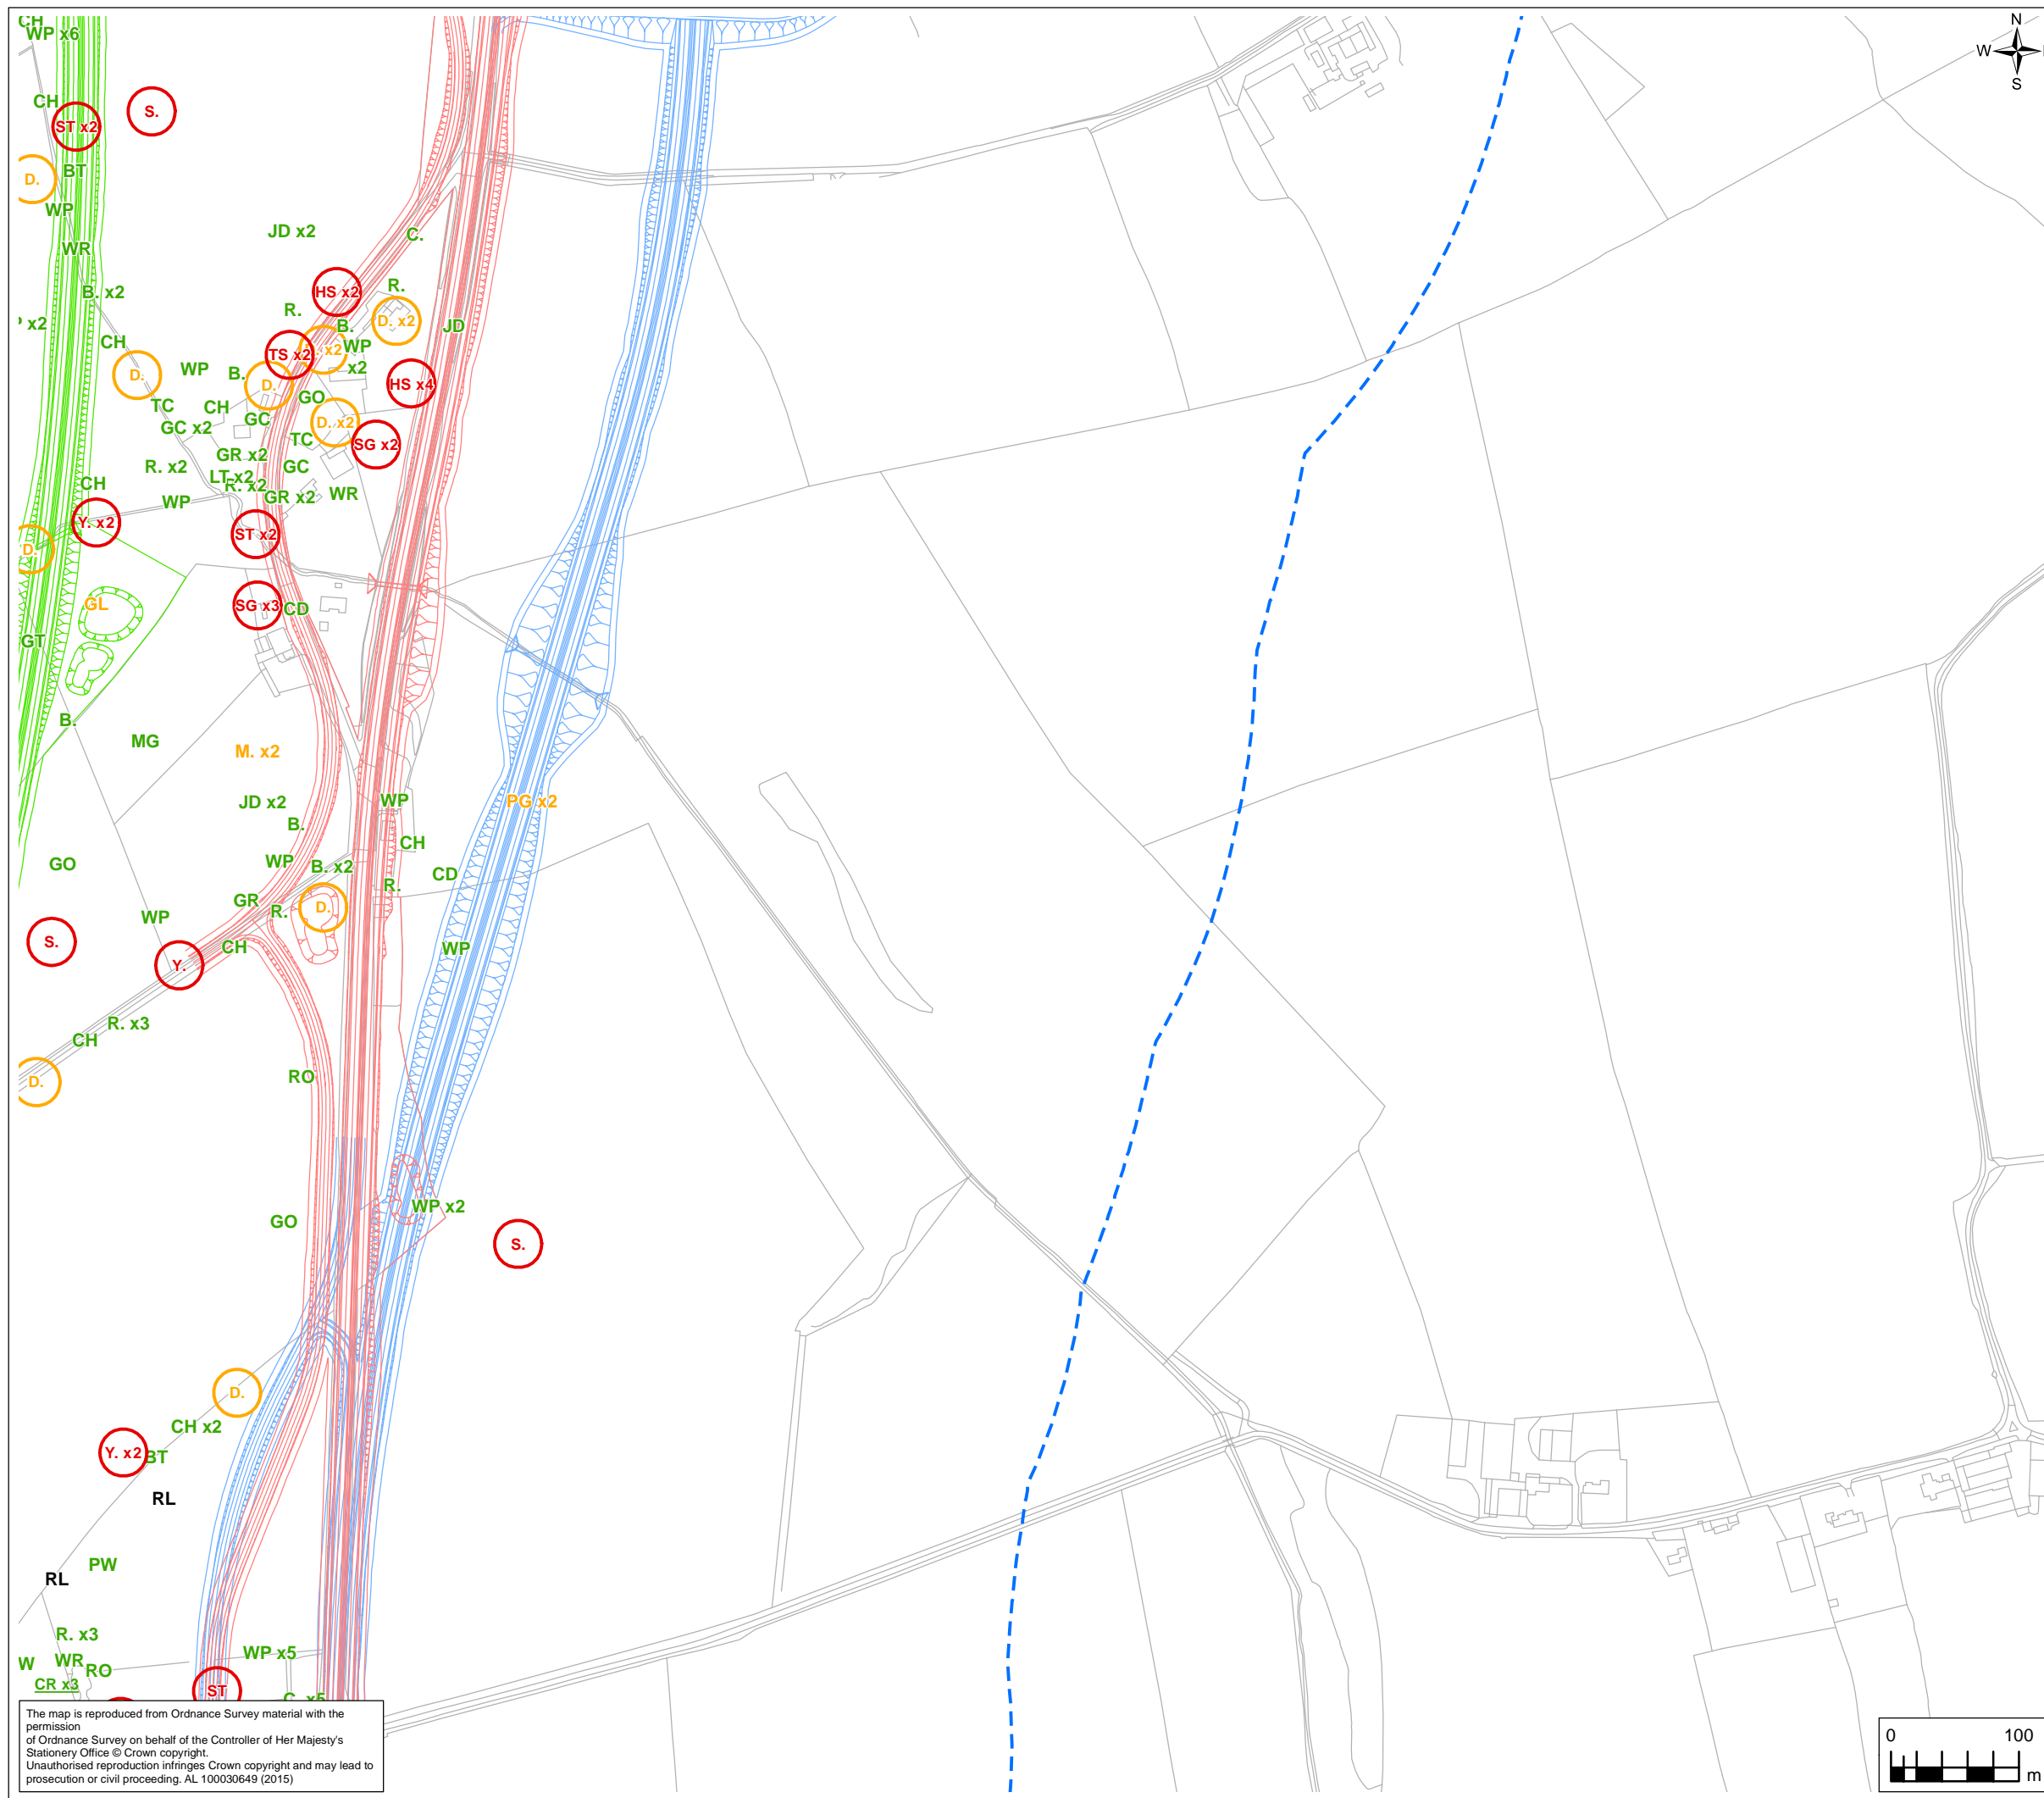 CH
WP x6
N
W
S
CH
S.
ST x2
BT
D.
WP
JD x2
C.
WR
R.
HS x2
B. x2
R.
D. x2
x2
B.
JD
CH
TS x2
x2
WP
x2
WP
B.
D.
D.
HS x4
GO
TC
CH
GC
D. x2
GC x2
TC
SG x2
GR x2
R. x2
GC
LT x2
CH
R. x2
GR x2
WR
WP
Y. x2
ST x2
D.
GL
SG x3
CD
GT
B.
MG
M. x2
JD x2
WP
PG x2
B.
CH
GO
WP
B. x2
CD
R.
GR
R.
D.
WP
S.
CH
WP
Y.
R. x3
CH
RO
D.
WP x2
GO
S.
D.
CH x2
Y. x2
BT
RL
PW
RL
R. x3
WP x5
W
WR
RO
CR x3
ST
C. x5
The map is reproduced from Ordnance Survey material with the
permission
of Ordnance Survey on behalf of the Controller of Her Majesty's
Stationery Office © Crown copyright.
Unauthorised reproduction infringes Crown copyright and may lead to
prosecution or civil proceeding. AL 100030649 (2015)
0 100
m